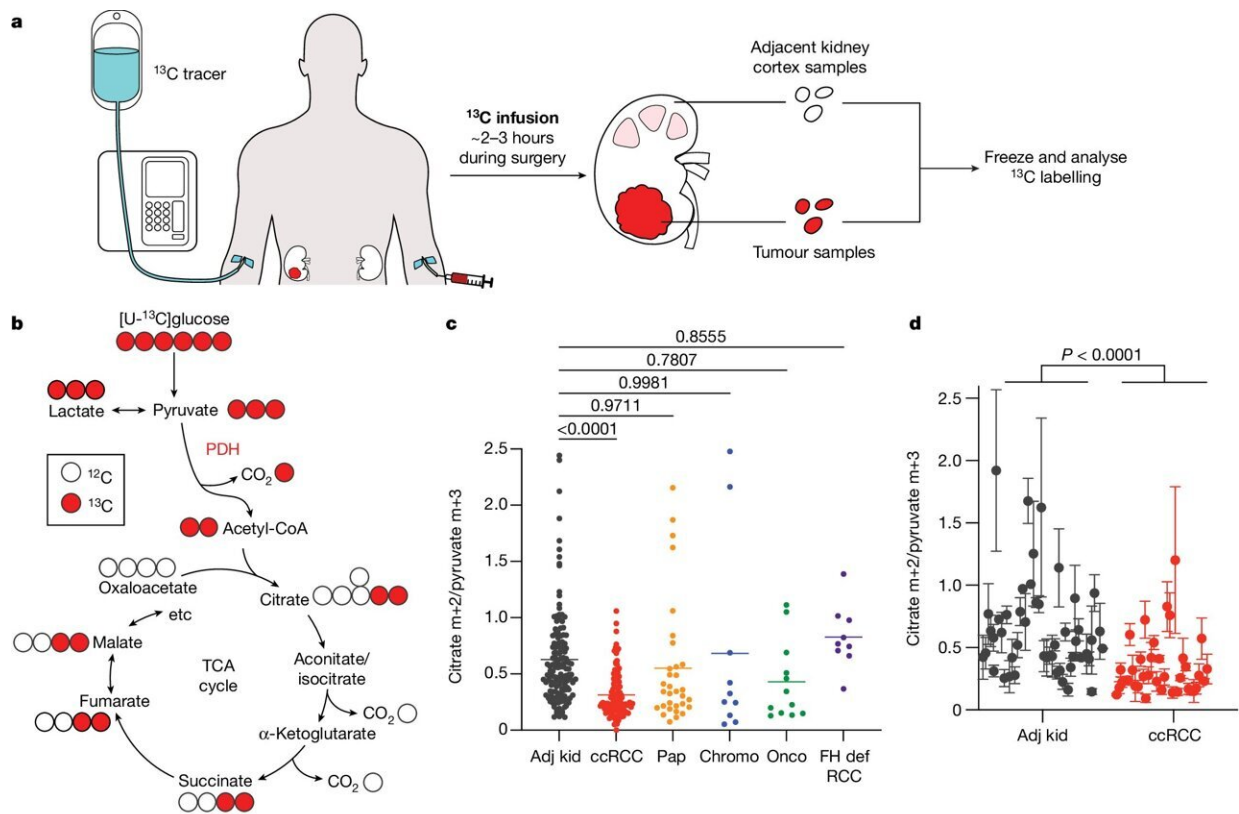 a
¹³C tracer
¹³C infusion
~2–3 hours
during surgery
Adjacent kidney
cortex samples
Tumour samples
Freeze and analyse
¹³C labelling
b
[U-¹³C]glucose
Lactate
Pyruvate
PDH
CO₂
¹²C
¹³C
Acetyl-CoA
Oxaloacetate
Citrate
etc
Malate
TCA
cycle
Aconitate/
isocitrate
Fumarate
CO₂
α-Ketoglutarate
Succinate
CO₂
c
0.8555
0.7807
0.9981
0.9711
<0.0001
Citrate m+2/pyruvate m+3
2.5
2.0
1.5
1.0
0.5
0
Adj kid
ccRCC
Pap
Chromo
Onco
FH def
RCC
d
P < 0.0001
Citrate m+2/pyruvate m+3
2.5
2.0
1.5
1.0
0.5
0
Adj kid
ccRCC